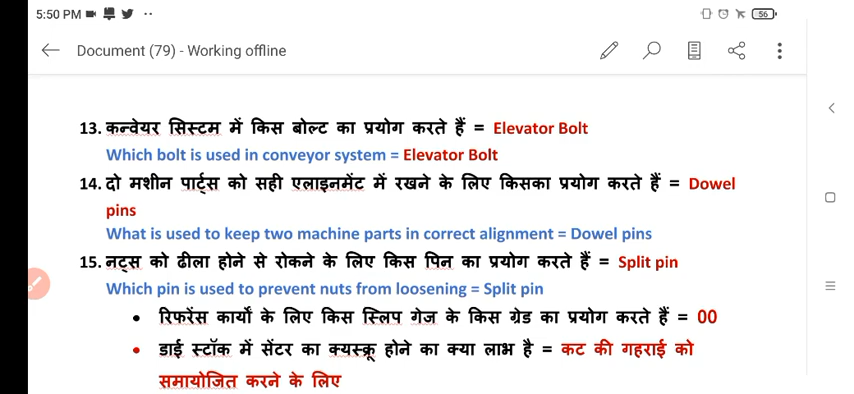 5:50 PM
56
Document (79) - Working offline
13. कन्वेयर सिस्टम में किस बोल्ट का प्रयोग करते हैं = Elevator Bolt
Which bolt is used in conveyor system = Elevator Bolt
14. दो मशीन पार्ट्स को सही एलाइनमेंट में रखने के लिए किसका प्रयोग करते हैं = Dowel
pins
What is used to keep two machine parts in correct alignment = Dowel pins
15. नट्स को ढीला होने से रोकने के लिए किस पिन का प्रयोग करते हैं = Split pin
Which pin is used to prevent nuts from loosening = Split pin
• रिफरेंस कार्यों के लिए किस स्लिप गेज के किस ग्रेड का प्रयोग करते हैं = 00
• डाई स्टॉक में सेंटर का क्यस्क्रू होने का क्या लाभ है = कट की गहराई को
समायोजित करने के लिए